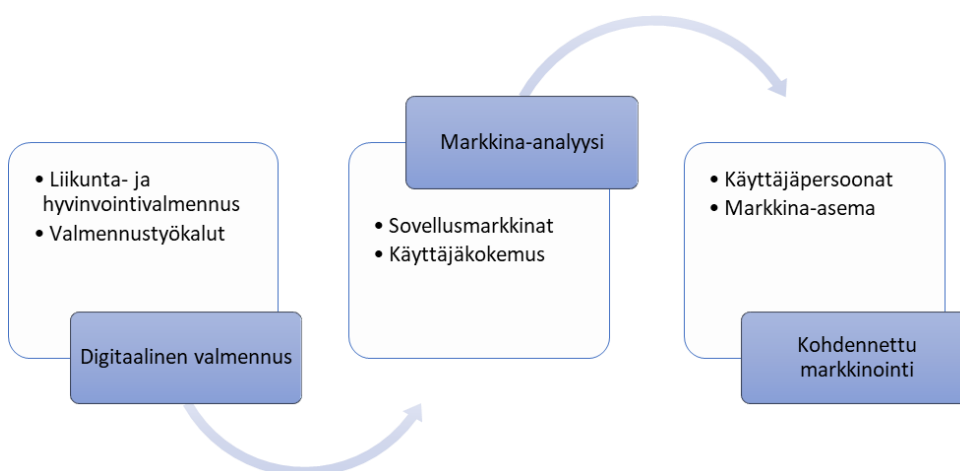 • Liikunta- ja
hyvinvointivalmennus
• Valmennustyökalut
Digitaalinen valmennus
Markkina-analyysi
• Sovellusmarkkinat
• Käyttäjäkokemus
• Käyttäjäpersoonat
• Markkina-asema
Kohdennettu
markkinointi